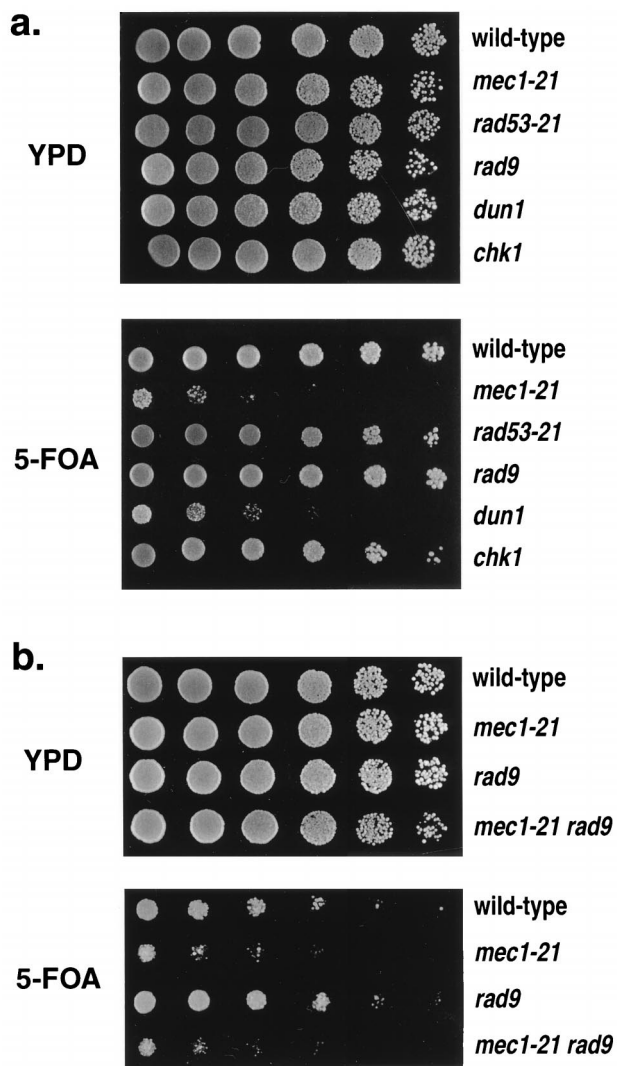 a.
YPD
wild-type
mec1-21
rad53-21
rad9
dun1
chk1
5-FOA
wild-type
mec1-21
rad53-21
rad9
dun1
chk1
b.
YPD
wild-type
mec1-21
rad9
mec1-21 rad9
5-FOA
wild-type
mec1-21
rad9
mec1-21 rad9